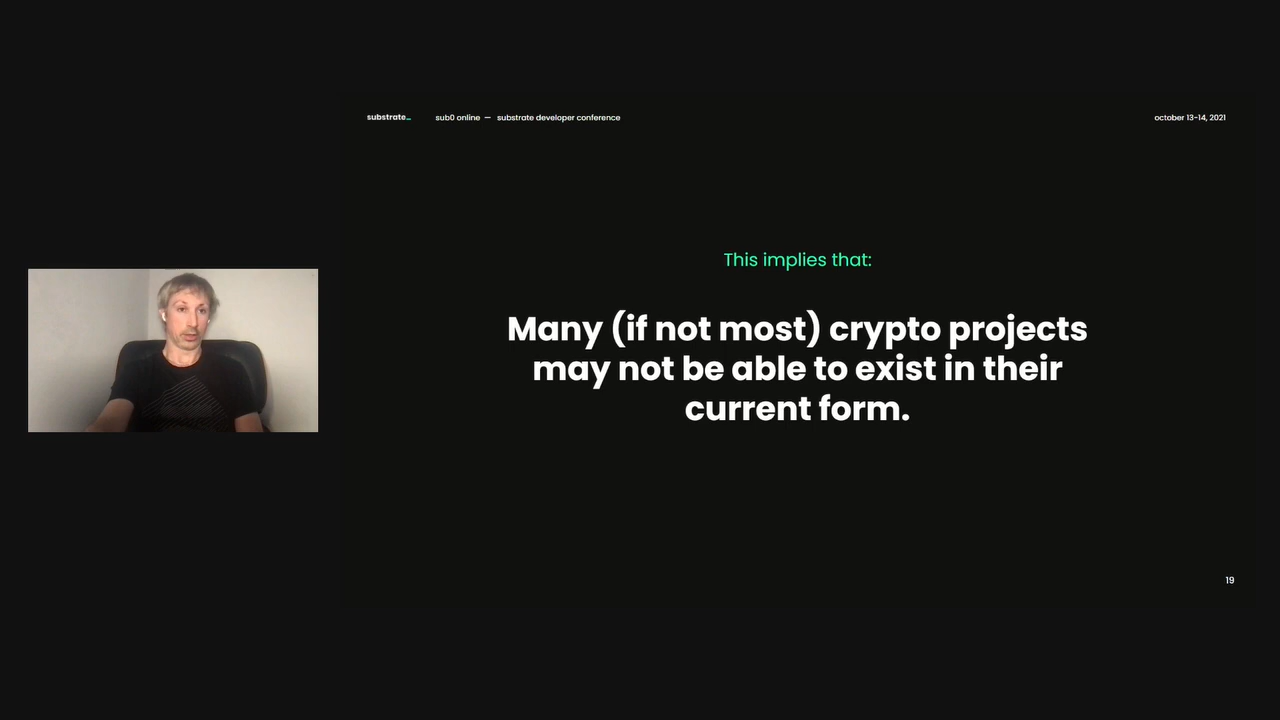 substrate_
sub0 online — substrate developer conference
october 13-14, 2021
This implies that:
Many (if not most) crypto projects
may not be able to exist in their
current form.
19